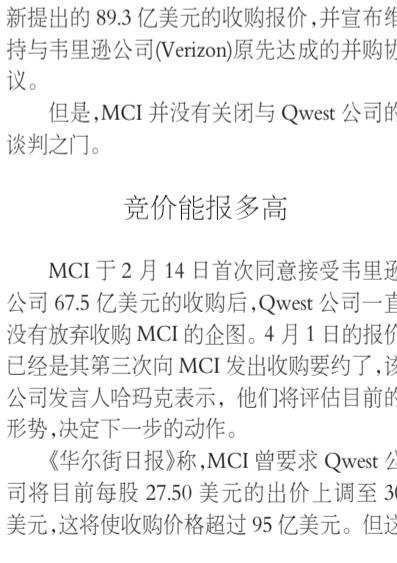 新提出的 89.3 亿美元的收购报价,并宣布维
持与韦里逊公司(Verizon)原先达成的并购协
议。
但是,MCI 并没有关闭与 Qwest 公司的
谈判之门。
竞价能报多高
MCI 于 2 月 14 日首次同意接受韦里逊
公司 67.5 亿美元的收购后,Qwest 公司一直
没有放弃收购 MCI 的企图。4 月 1 日的报价
已经是其第三次向 MCI 发出收购要约了,该
公司发言人哈玛克表示，他们将评估目前的
形势,决定下一步的动作。
《华尔街日报》称,MCI 曾要求 Qwest 公
司将目前每股 27.50 美元的出价上调至 30
美元,这将使收购价格超过 95 亿美元。但这